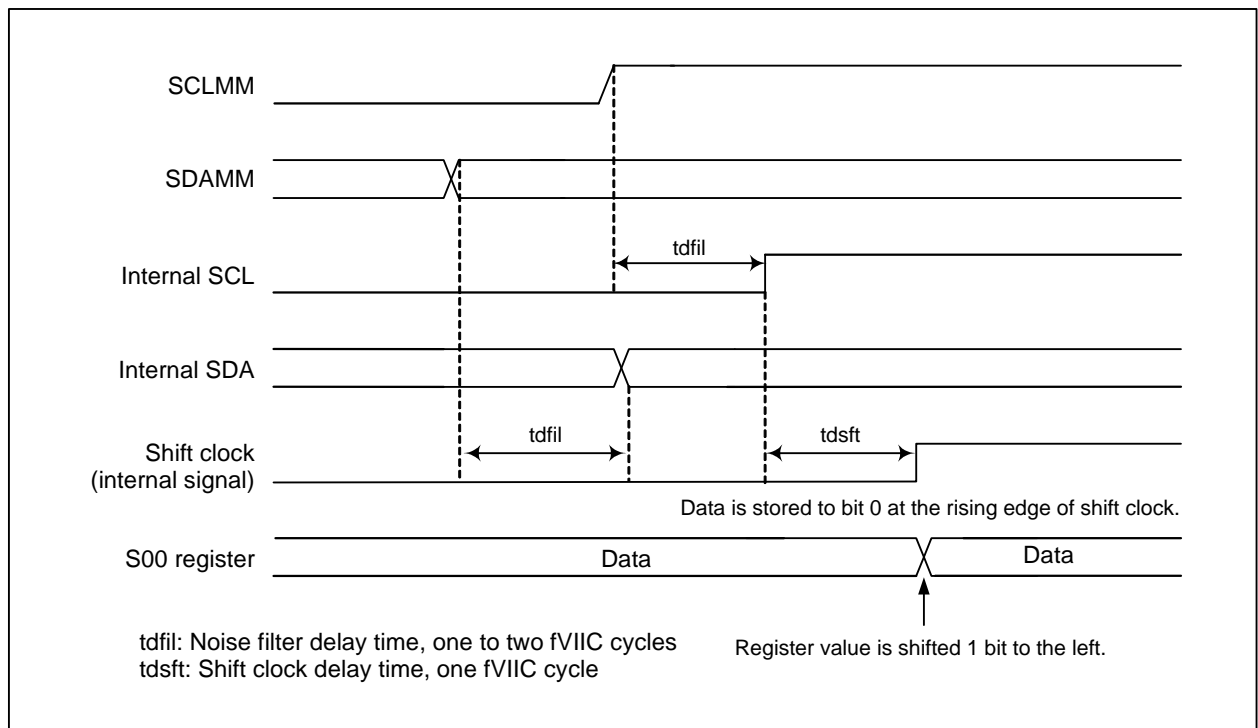 SCLMM
SDAMM
tdfil
Internal SCL
Internal SDA
tdfil
tdsft
Shift clock
(internal signal)
Data is stored to bit 0 at the rising edge of shift clock.
S00 register
Data
Data
tdfil: Noise filter delay time, one to two fVIIC cycles
tdsft: Shift clock delay time, one fVIIC cycle
Register value is shifted 1 bit to the left.